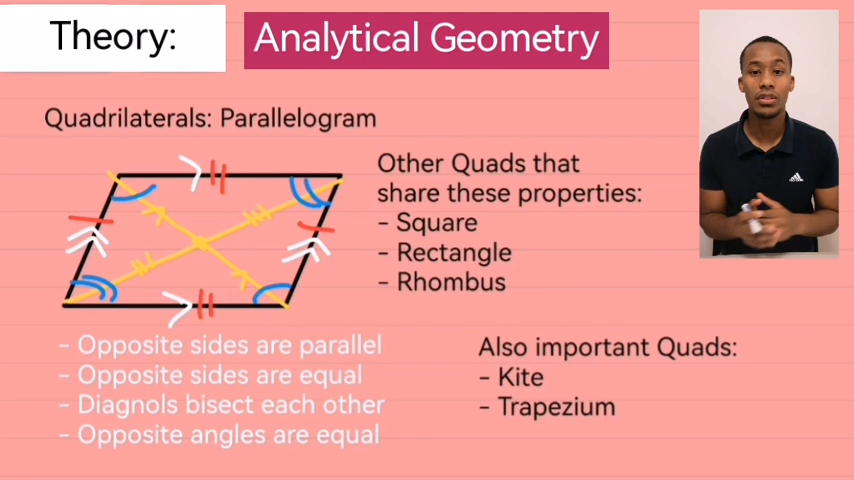 Theory:
Analytical Geometry
Quadrilaterals: Parallelogram
Other Quads that
share these properties:
- Square
- Rectangle
- Rhombus
- Opposite sides are parallel
- Opposite sides are equal
- Diagnols bisect each other
- Opposite angles are equal
Also important Quads:
- Kite
- Trapezium